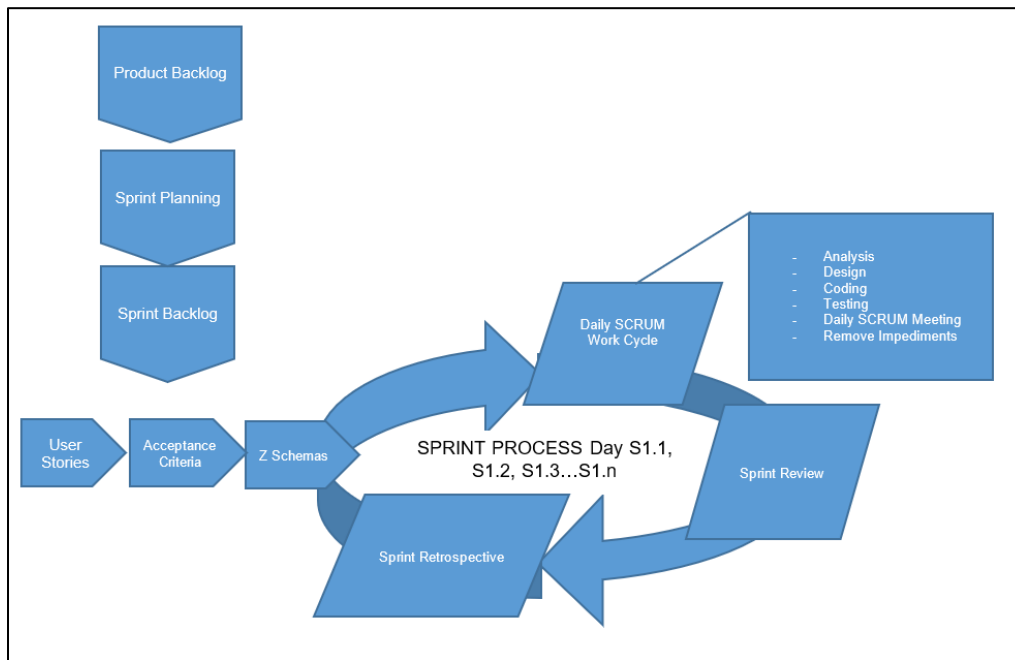 Product Backlog
Sprint Planning
Sprint Backlog
User
Stories
Acceptance
Criteria
Z Schemas
Daily SCRUM
Work Cycle
- Analysis
- Design
- Coding
- Testing
- Daily SCRUM Meeting
- Remove Impediments
SPRINT PROCESS Day S1.1,
S1.2, S1.3…S1.n
Sprint Review
Sprint Retrospective